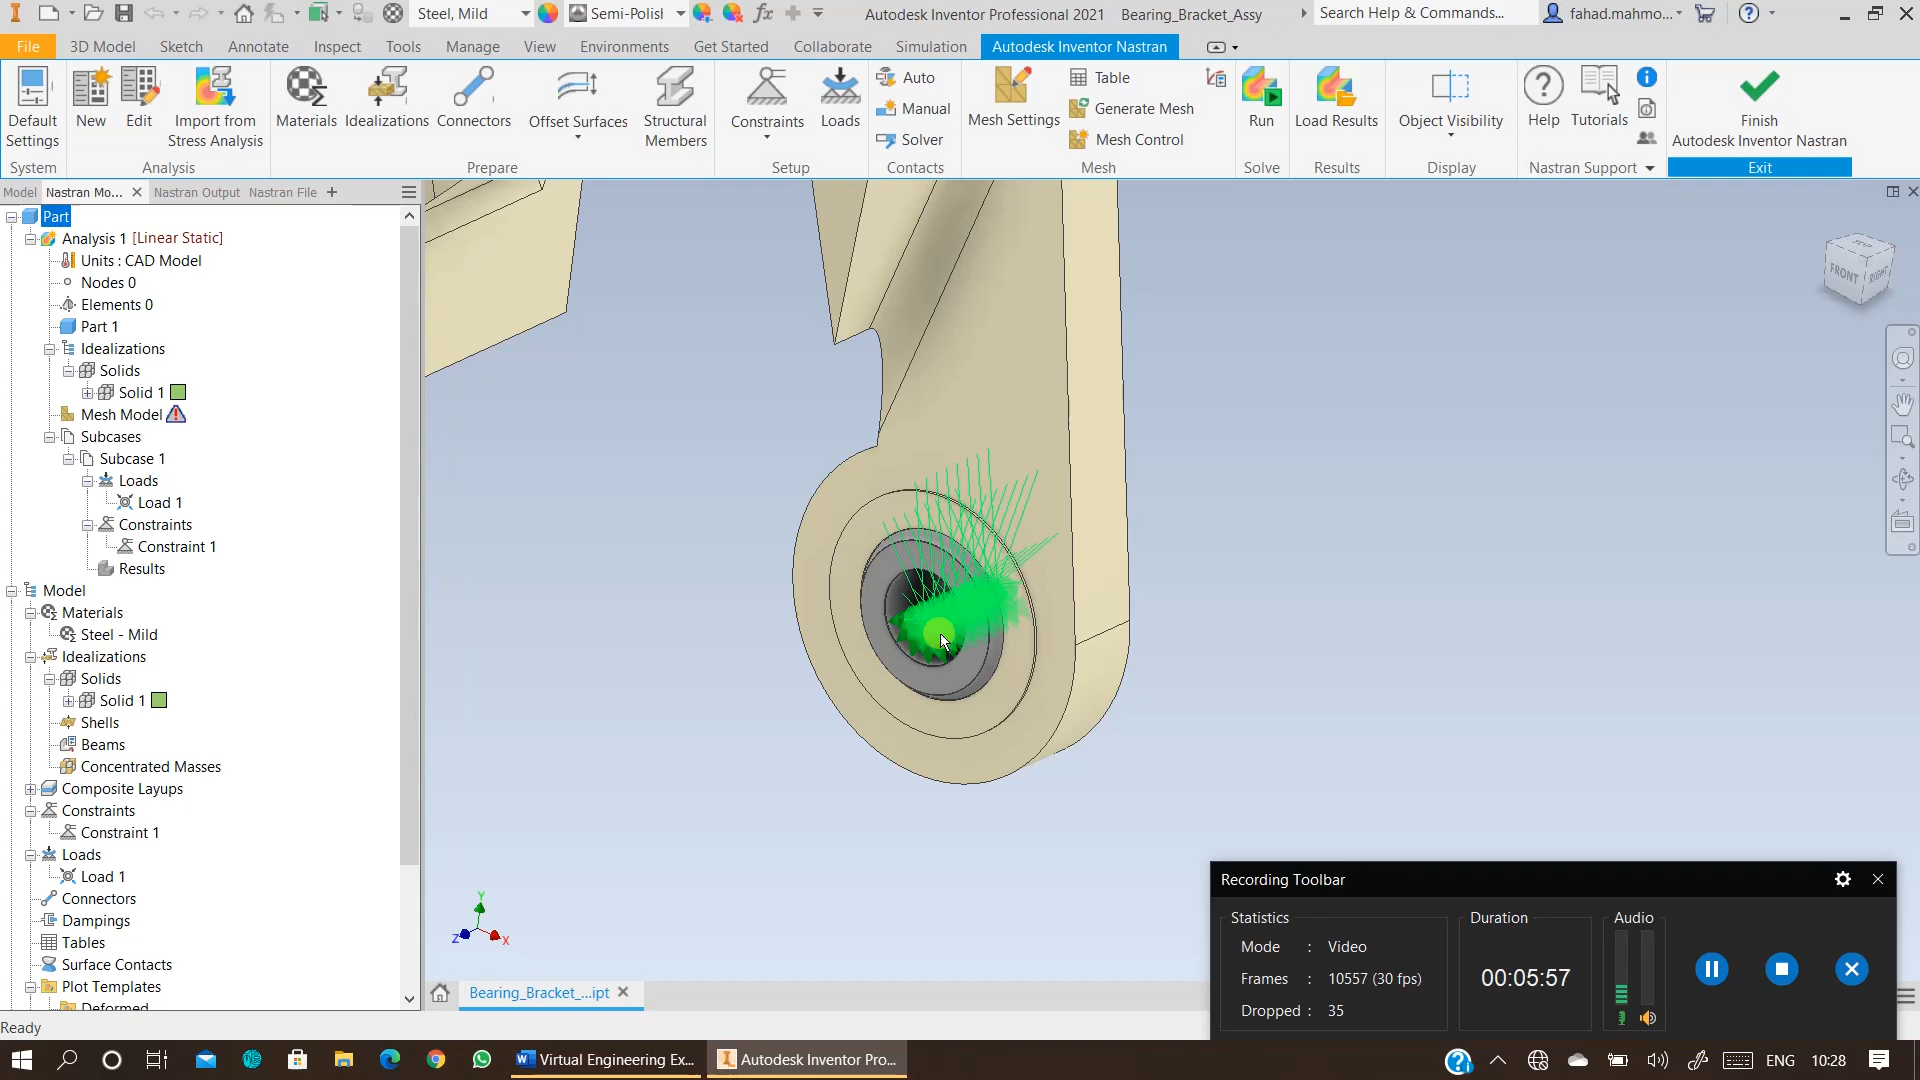 Steel, Mild
Semi-Polisl
Autodesk Inventor Professional 2021 Bearing_Bracket_Assy
Search Help & Commands...
fahad.mahmo...
File 3D Model Sketch Annotate Inspect Tools Manage View Environments Get Started Collaborate Simulation Autodesk Inventor Nastran
Default Settings
New
Edit
Import from Stress Analysis
Materials
Idealizations
Connectors
Offset Surfaces
Structural Members
Constraints
Loads
Auto
Manual
Solver
Mesh Settings
Table
Generate Mesh
Mesh Control
Run
Load Results
Object Visibility
Help
Tutorials
Finish
Autodesk Inventor Nastran
System Analysis Prepare Setup Contacts Mesh Solve Results Display Nastran Support Exit
Model Nastran Mo... Nastran Output Nastran File
Part
Analysis 1 [Linear Static]
Units : CAD Model
Nodes 0
Elements 0
Part 1
Idealizations
Solids
Solid 1
Mesh Model
Subcases
Subcase 1
Loads
Load 1
Constraints
Constraint 1
Results
Model
Materials
Steel - Mild
Idealizations
Solids
Solid 1
Shells
Beams
Concentrated Masses
Composite Layups
Constraints
Constraint 1
Loads
Load 1
Connectors
Dampings
Tables
Surface Contacts
Plot Templates
Deformed
TOP
FRONT
RIGHT
Y
Z
X
Bearing_Bracket_...ipt
Recording Toolbar
Statistics
Mode : Video
Frames : 10557 (30 fps)
Dropped : 35
Duration
00:05:57
Audio
Ready
Virtual Engineering Ex...
Autodesk Inventor Pro...
ENG
10:28